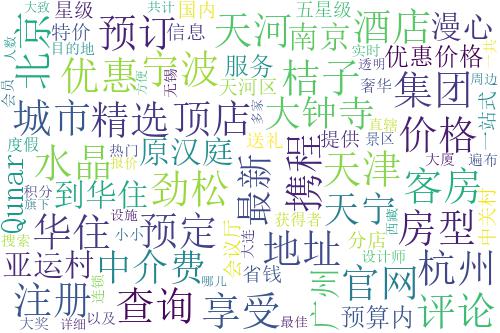 大致
星级
共计
国内
五星级
北京
特价
预订
信息
天河
南京
酒店
漫心
人数
目的地
实时
一共
会员
优惠
宁波
服务
桔子
透明
优惠价格
无锡
方便
天河区
奢华
集团
周边
一站式
城市
精选
顶店
大钟寺
多家
直辖
价格
度假
水晶
热门
原汉庭
送礼
提供
景区
大厦
遍布
Qunar
积分
报价
到华住
劲松
最新
携程
天津
客房
旗下
设施
获得者
西藏
中关村
搜索
华住
小小
预定
会议厅
地址
天宁
分店
房型
设计师
亚运村
中介费
大连
哪儿
省钱
广州
官网
杭州
注册
连锁
查询
享受
预算内
评论
大奖
详细
以及
最佳